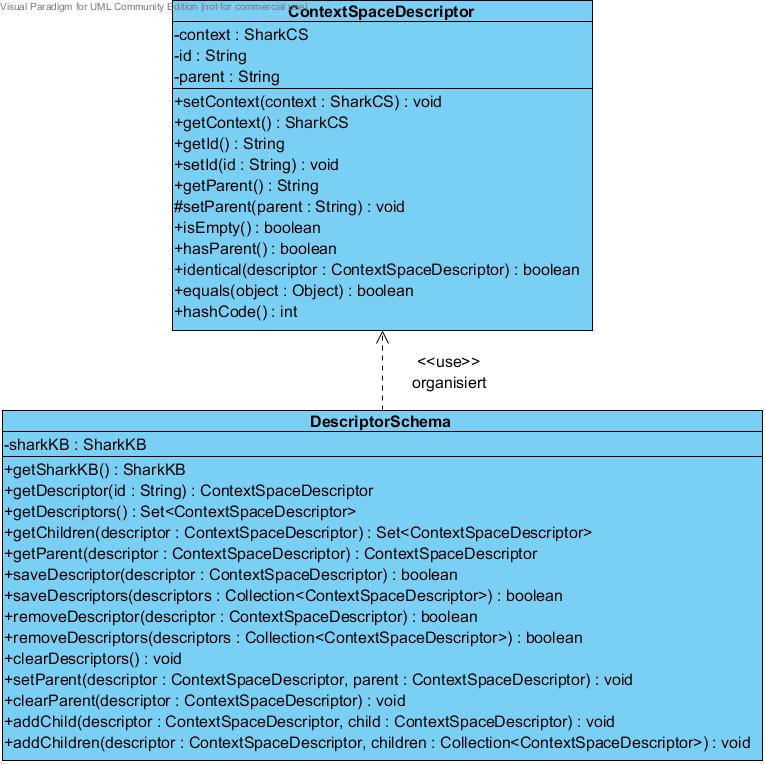 Visual Paradigm for UML Community Edition [not for commercial use]
ContextSpaceDescriptor
-context : SharkCS
-id : String
-parent : String
+setContext(context : SharkCS) : void
+getContext() : SharkCS
+getId() : String
+setId(id : String) : void
+getParent() : String
#setParent(parent : String) : void
+isEmpty() : boolean
+hasParent() : boolean
+identical(descriptor : ContextSpaceDescriptor) : boolean
+equals(object : Object) : boolean
+hashCode() : int
<<use>>
organisiert
DescriptorSchema
-sharkKB : SharkKB
+getSharkKB() : SharkKB
+getDescriptor(id : String) : ContextSpaceDescriptor
+getDescriptors() : Set<ContextSpaceDescriptor>
+getChildren(descriptor : ContextSpaceDescriptor) : Set<ContextSpaceDescriptor>
+getParent(descriptor : ContextSpaceDescriptor) : ContextSpaceDescriptor
+saveDescriptor(descriptor : ContextSpaceDescriptor) : boolean
+saveDescriptors(descriptors : Collection<ContextSpaceDescriptor>) : boolean
+removeDescriptor(descriptor : ContextSpaceDescriptor) : boolean
+removeDescriptors(descriptors : Collection<ContextSpaceDescriptor>) : boolean
+clearDescriptors() : void
+setParent(descriptor : ContextSpaceDescriptor, parent : ContextSpaceDescriptor) : void
+clearParent(descriptor : ContextSpaceDescriptor) : void
+addChild(descriptor : ContextSpaceDescriptor, child : ContextSpaceDescriptor) : void
+addChildren(descriptor : ContextSpaceDescriptor, children : Collection<ContextSpaceDescriptor>) : void